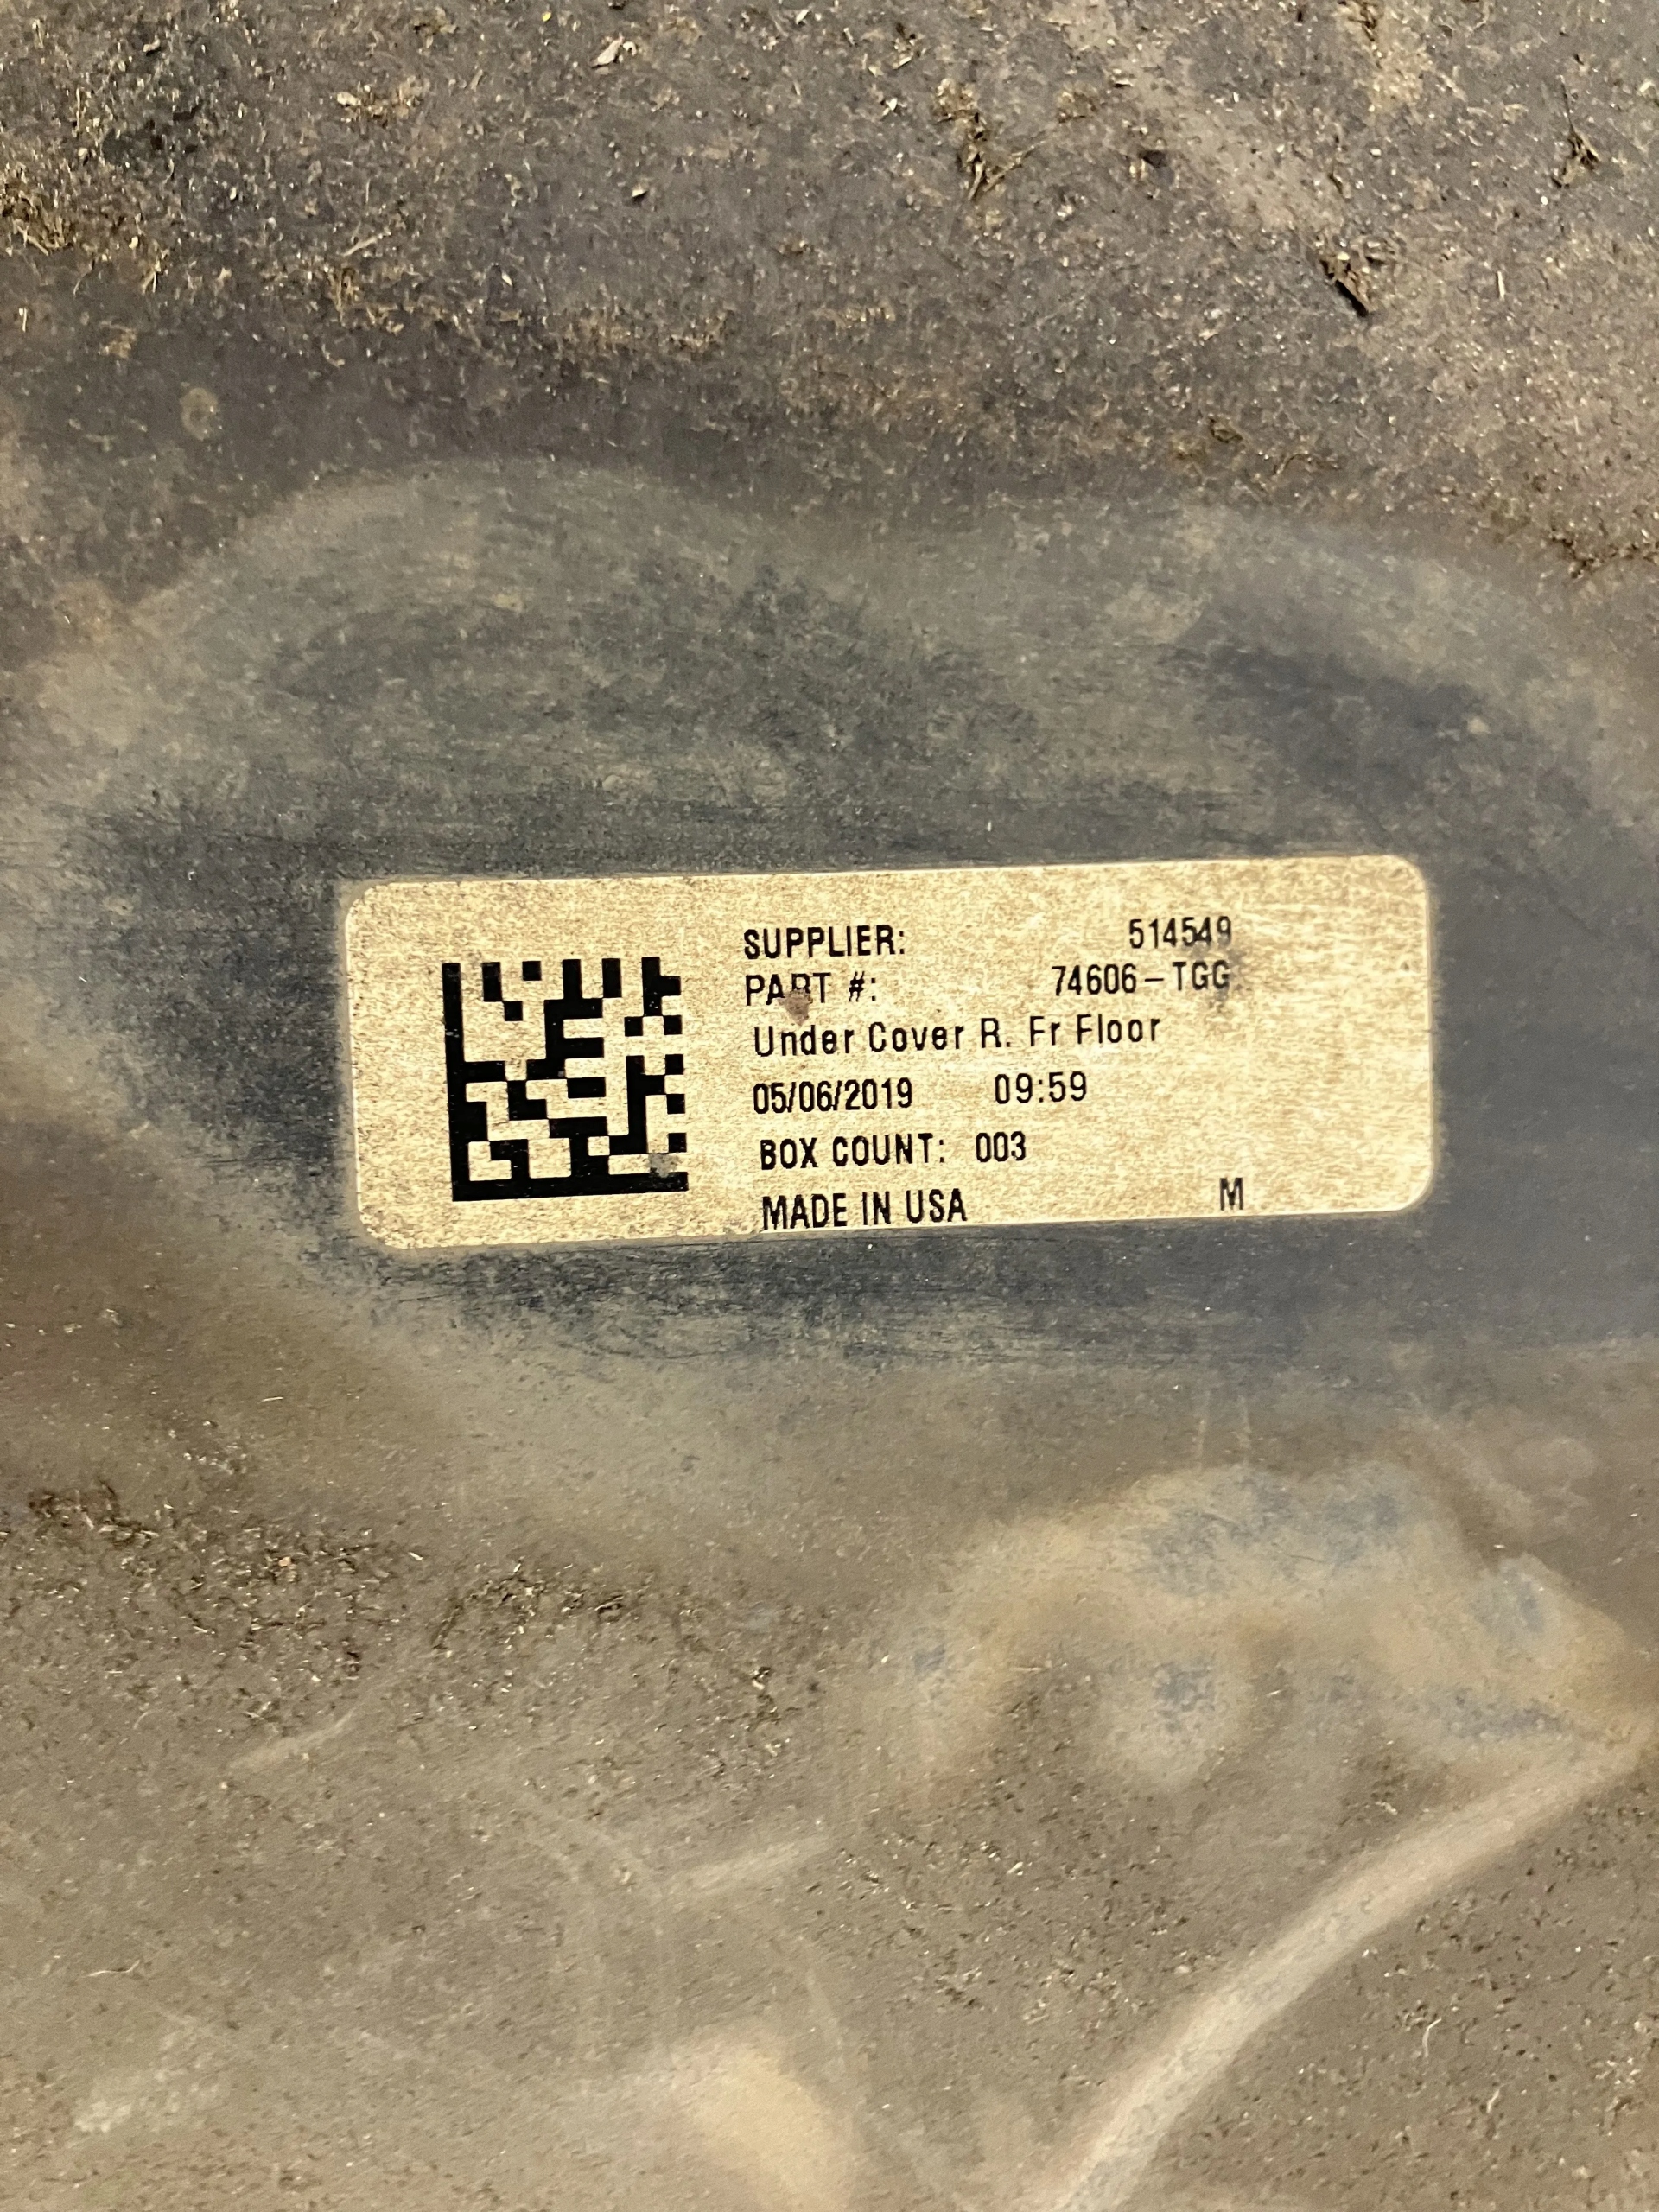 SUPPLIER: 514549
PART #: 74606-TGG
Under Cover R. Fr Floor
05/06/2019 09:59
BOX COUNT: 003
MADE IN USA M